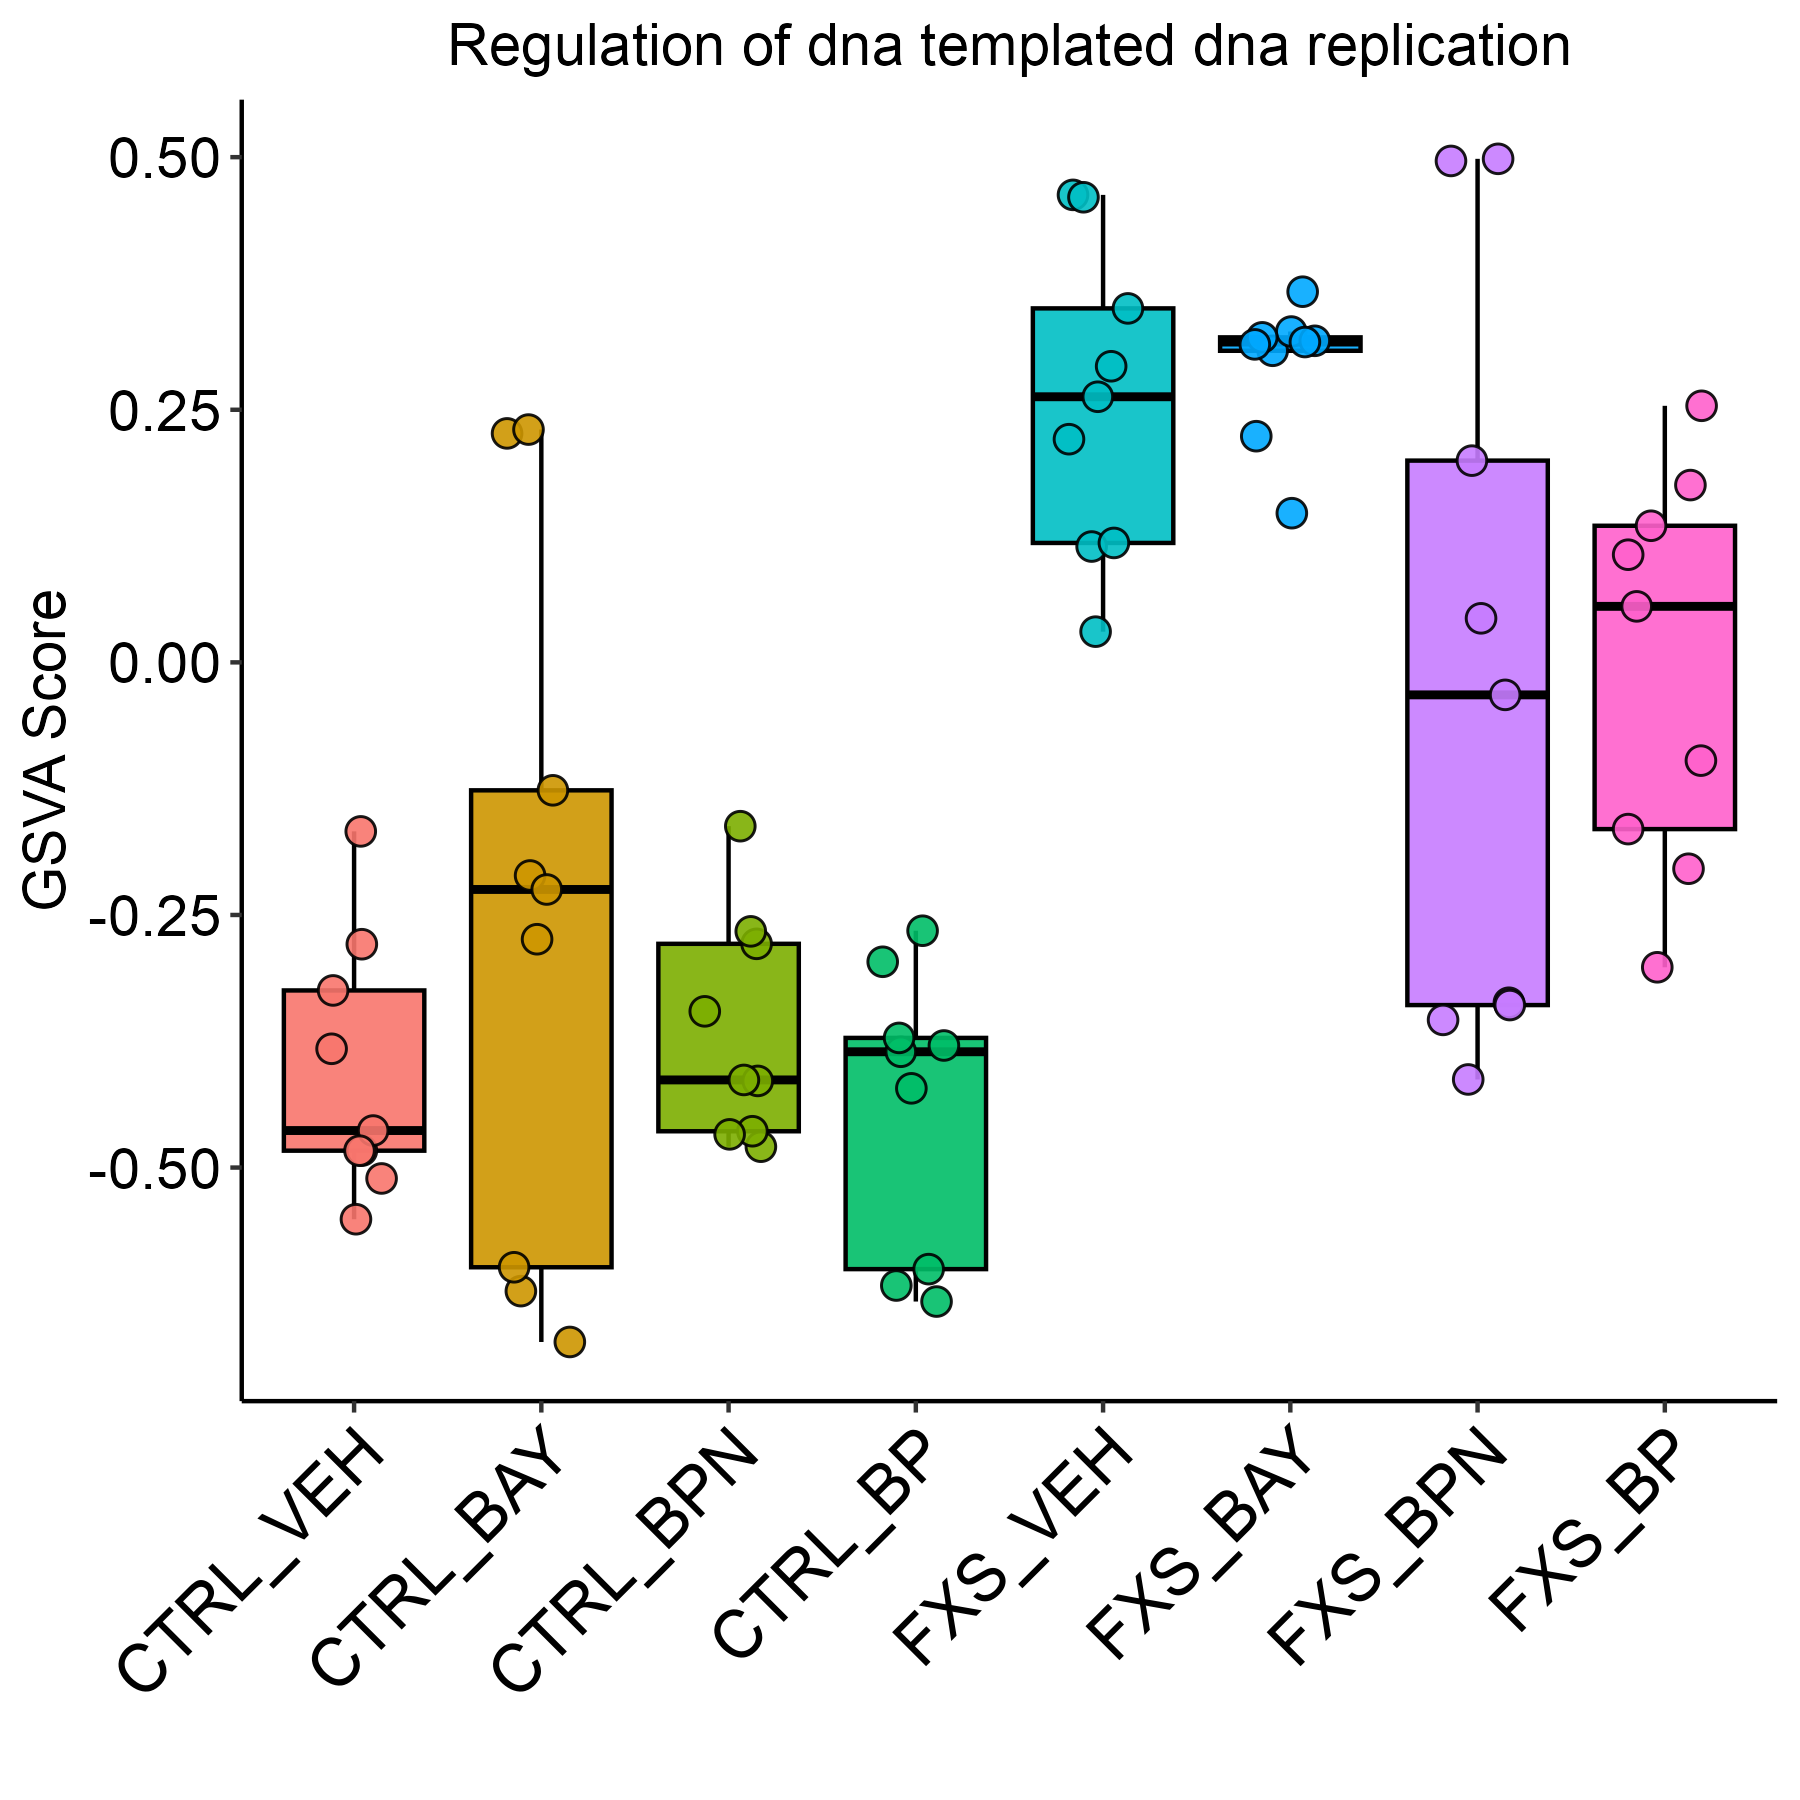 Regulation of dna templated dna replication
GSVA Score
0.50
0.25
0.00
-0.25
-0.50
CTRL_VEH
CTRL_BAY
CTRL_BPN
CTRL_BP
FXS_VEH
FXS_BAY
FXS_BPN
FXS_BP